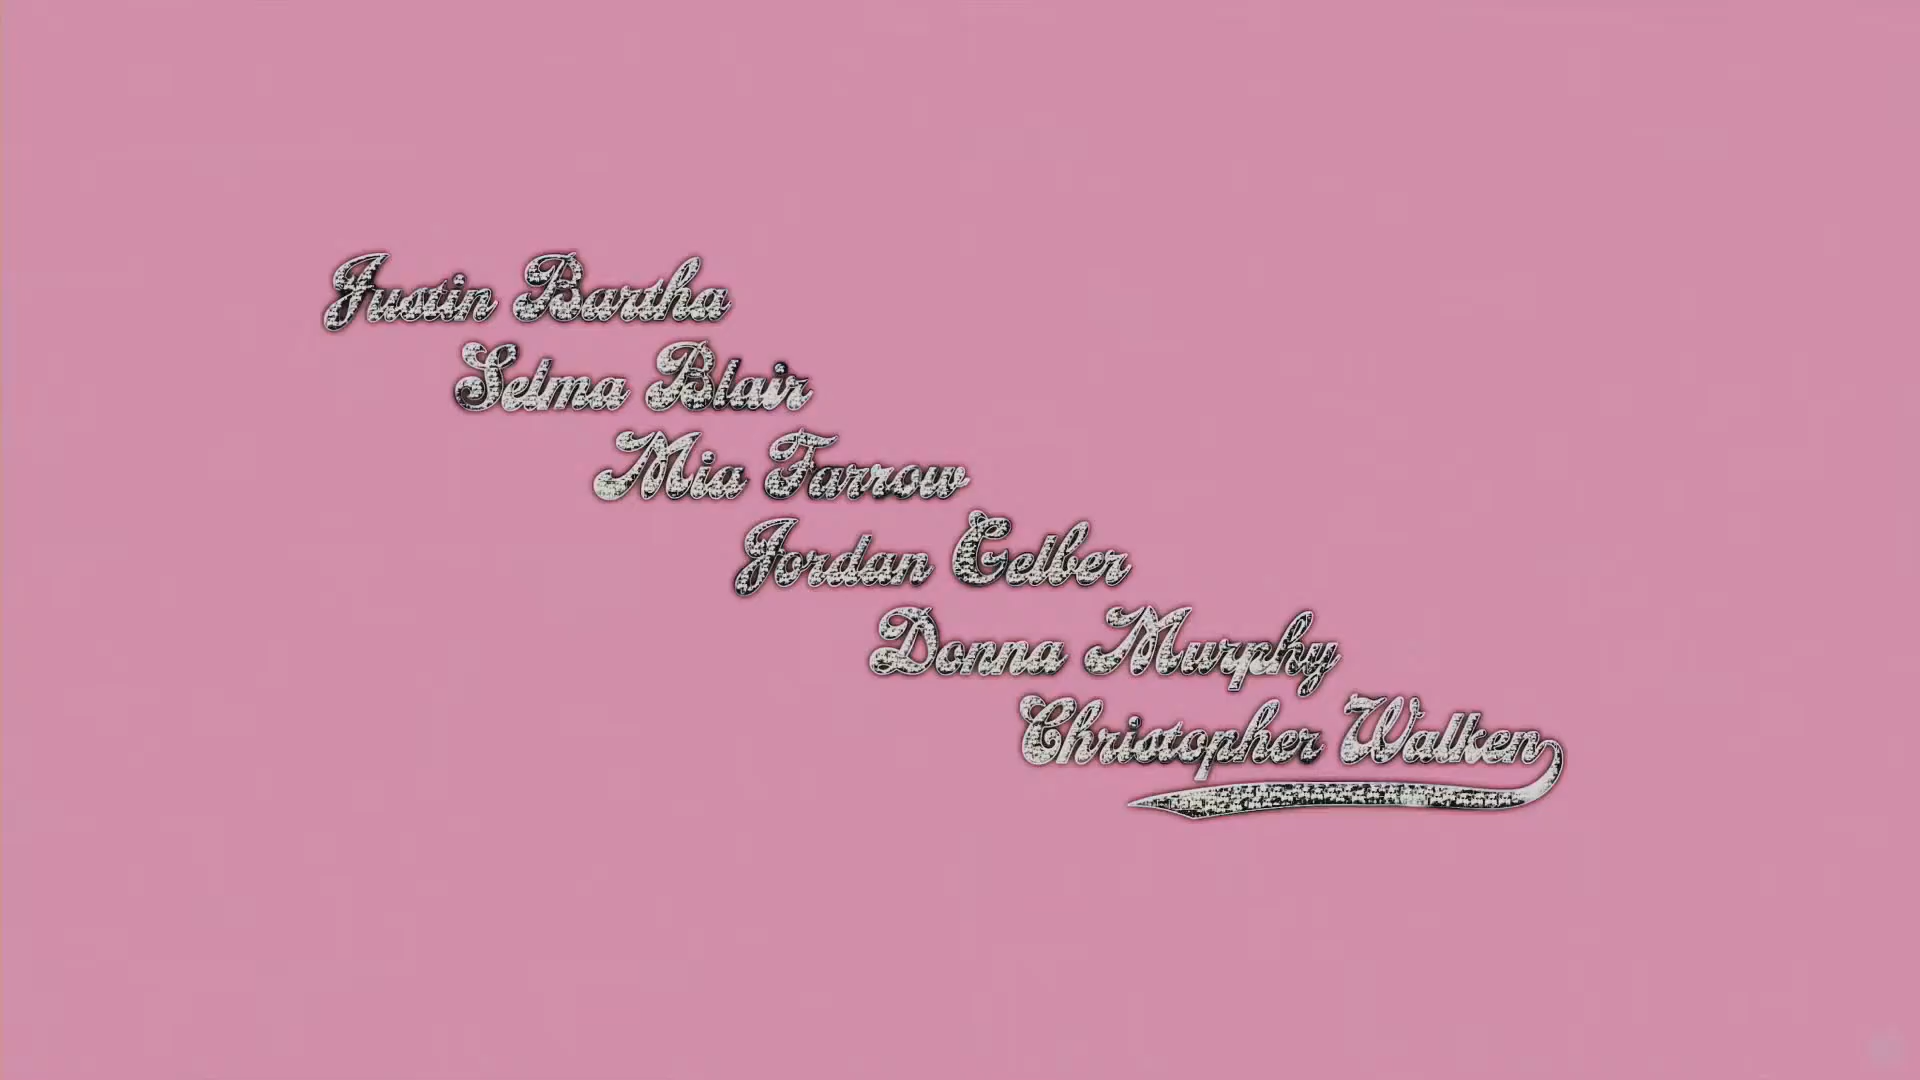 Justin Bartha
Selma Blair
Mia Farrow
Jordan Gelber
Donna Murphy
Christopher Walken